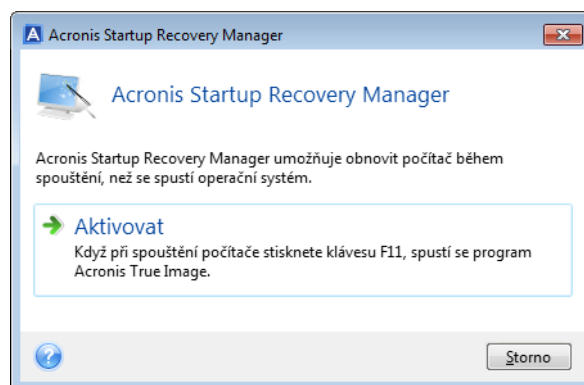 Acronis Startup Recovery Manager
Acronis Startup Recovery Manager
Acronis Startup Recovery Manager umožňuje obnovit počítač během
spouštění, než se spustí operační systém.
Aktivovat
Když při spouštění počítače stisknete klávesu F11, spustí se program
Acronis True Image.
Storno